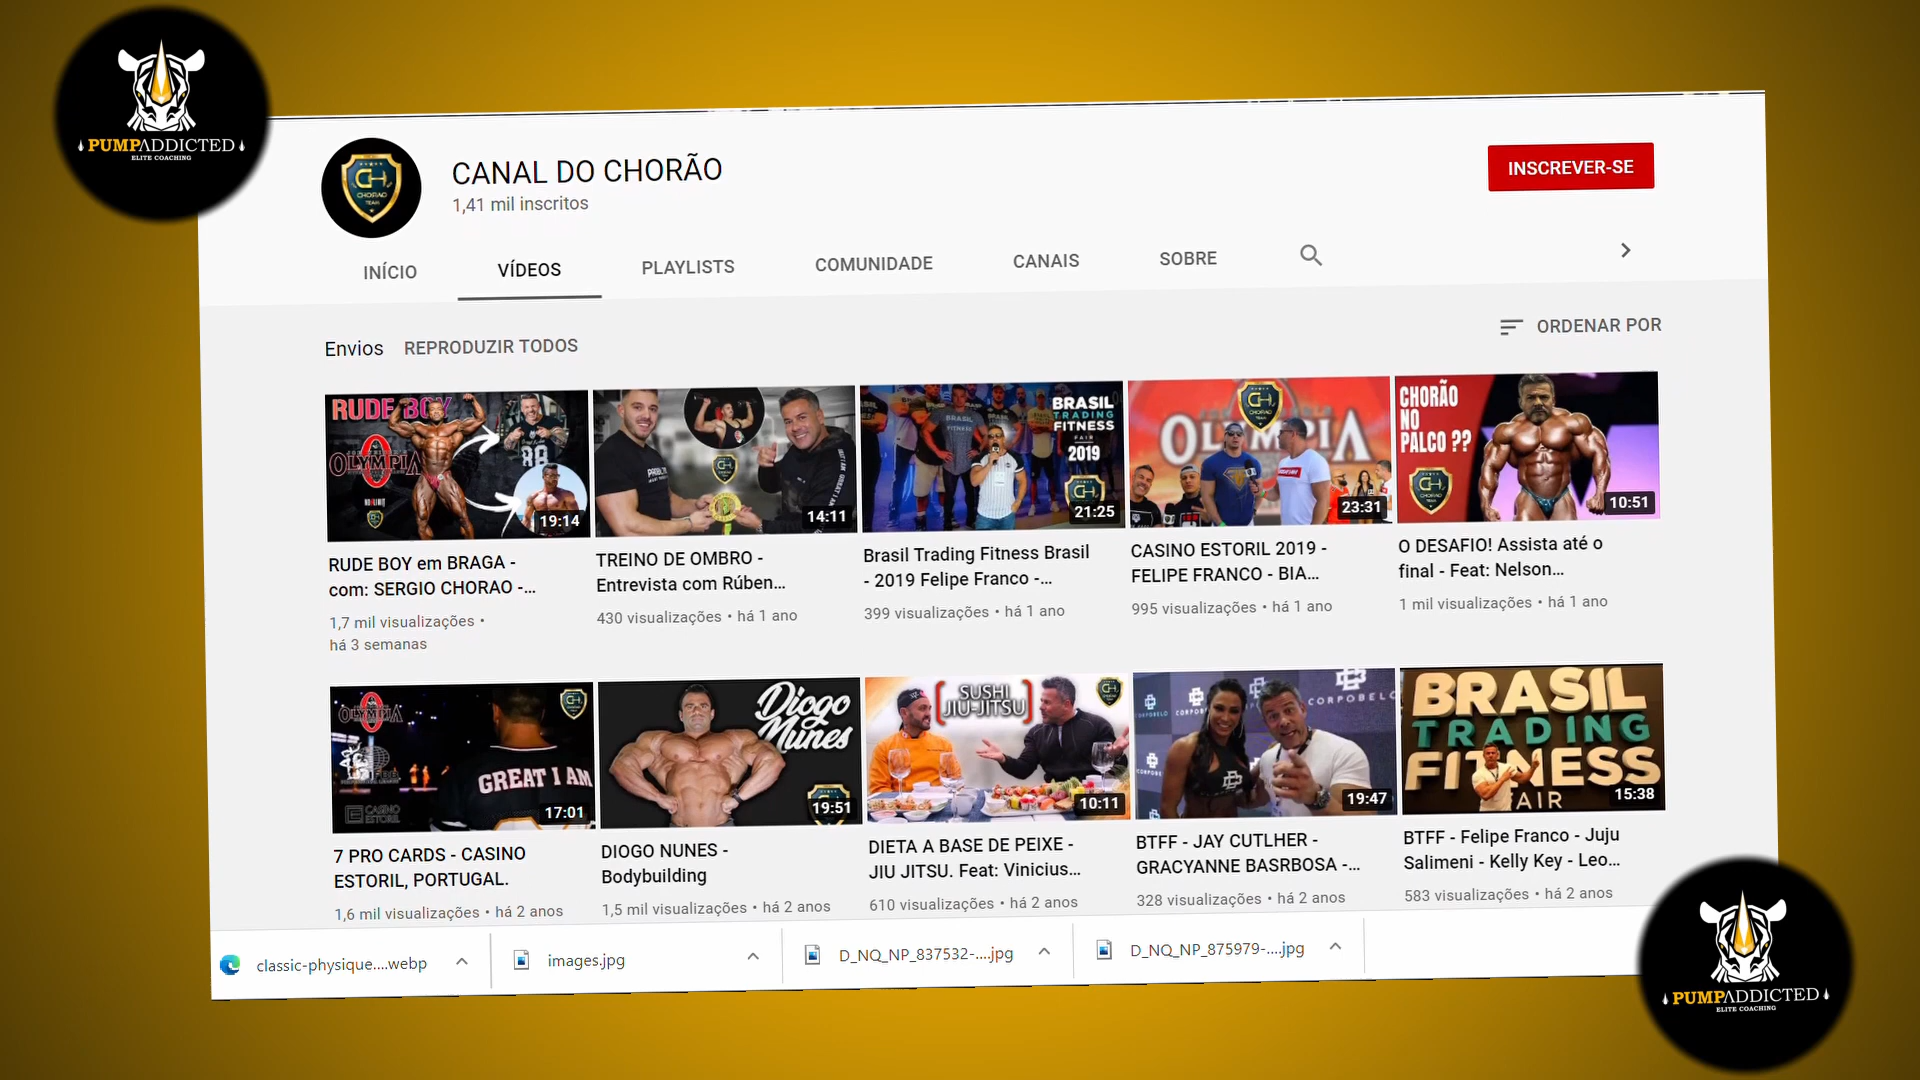 PUMPADDICTED
ELITE COACHING
CANAL DO CHORÃO
1,41 mil inscritos
INSCREVER-SE
INÍCIO
VÍDEOS
PLAYLISTS
COMUNIDADE
CANAIS
SOBRE
Envios
REPRODUZIR TODOS
ORDENAR POR
RUDE BOY
OLYMPIA
88
19:14
14:11
BRASIL
TRADING
FITNESS
FAIR
2019
21:25
OLYMPIA
23:31
CHORÃO
NO
PALCO ??
10:51
RUDE BOY em BRAGA -
com: SERGIO CHORAO -...
1,7 mil visualizações •
há 3 semanas
TREINO DE OMBRO -
Entrevista com Rúben...
430 visualizações • há 1 ano
Brasil Trading Fitness Brasil
- 2019 Felipe Franco -...
399 visualizações • há 1 ano
CASINO ESTORIL 2019 -
FELIPE FRANCO - BIA...
995 visualizações • há 1 ano
O DESAFIO! Assista até o
final - Feat: Nelson...
1 mil visualizações • há 1 ano
OLYMPIA
GREAT I AM
CASINO
ESTORIL
17:01
Diogo
Nunes
19:51
SUSHI
JIU-JITSU
10:11
CORPOBELO
19:47
BRASIL
TRADING
FITNESS
FAIR
15:38
7 PRO CARDS - CASINO
ESTORIL, PORTUGAL.
1,6 mil visualizações • há 2 anos
DIOGO NUNES -
Bodybuilding
1,5 mil visualizações • há 2 anos
DIETA A BASE DE PEIXE -
JIU JITSU. Feat: Vinicius...
610 visualizações • há 2 anos
BTFF - JAY CUTLHER -
GRACYANNE BASRBOSA -...
328 visualizações • há 2 anos
BTFF - Felipe Franco - Juju
Salimeni - Kelly Key - Leo...
583 visualizações • há 2 anos
classic-physique....webp
images.jpg
D_NQ_NP_837532-....jpg
D_NQ_NP_875979-....jpg
PUMPADDICTED
ELITE COACHING